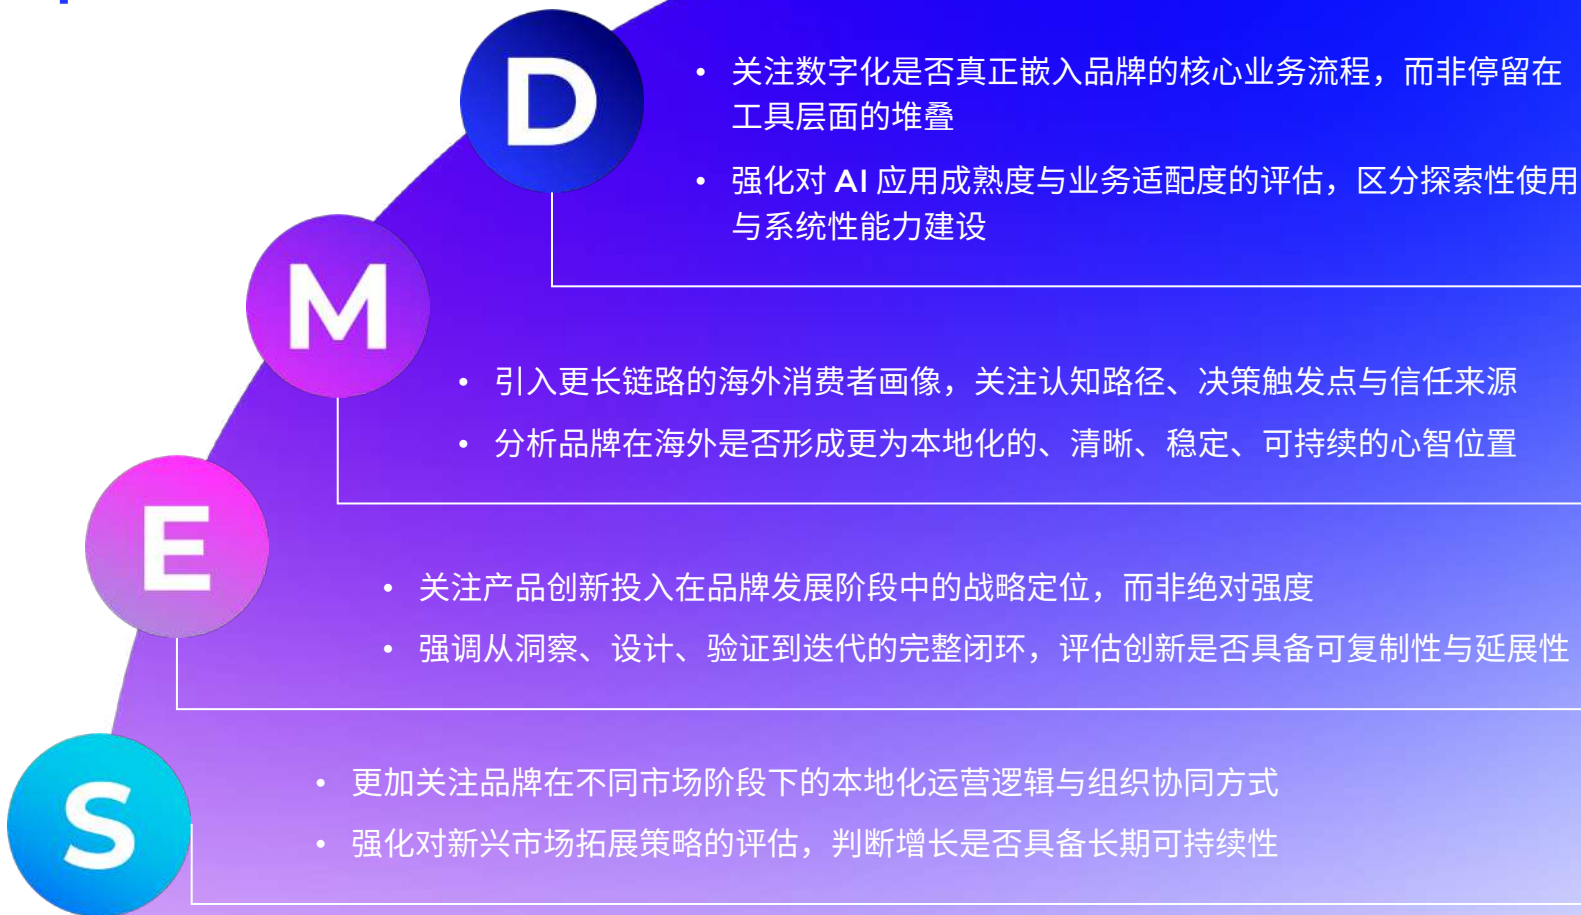 D
• 关注数字化是否真正嵌入品牌的核心业务流程，而非停留在
工具层面的堆叠
• 强化对 AI 应用成熟度与业务适配度的评估，区分探索性使用
与系统性能力建设
M
• 引入更长链路的海外消费者画像，关注认知路径、决策触发点与信任来源
• 分析品牌在海外是否形成更为本地化的、清晰、稳定、可持续的心智位置
E
• 关注产品创新投入在品牌发展阶段中的战略定位，而非绝对强度
• 强调从洞察、设计、验证到迭代的完整闭环，评估创新是否具备可复制性与延展性
S
• 更加关注品牌在不同市场阶段下的本地化运营逻辑与组织协同方式
• 强化对新兴市场拓展策略的评估，判断增长是否具备长期可持续性